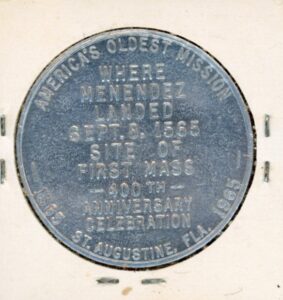 AMERICA'S OLDEST MISSION
WHERE
MENENDEZ
LANDED
SEPT. 8, 1565
SITE OF
FIRST MASS
— 400TH —
ANNIVERSARY
CELEBRATION
1565 ST. AUGUSTINE, FLA. 1965